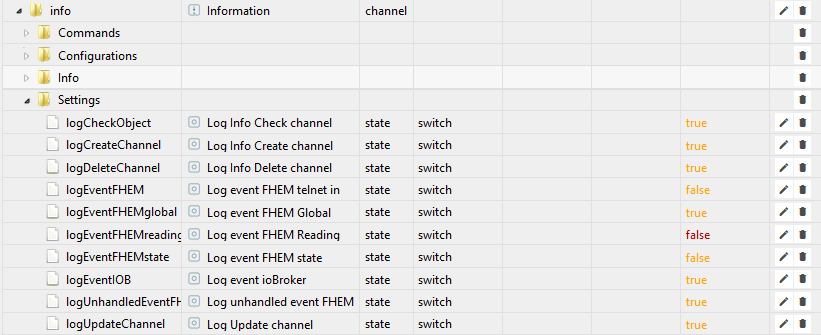 info Information channel
Commands
Configurations
Info
Settings
logCheckObject Log Info Check channel state switch true
logCreateChannel Log Info Create channel state switch true
logDeleteChannel Log Info Delete channel state switch true
logEventFHEM Log event FHEM telnet in state switch false
logEventFHEMglobal Log event FHEM Global state switch true
logEventFHEMreading Log event FHEM Reading state switch false
logEventFHEMstate Log event FHEM state state switch false
logEventIOB Log event ioBroker state switch true
logUnhandledEventFH Log unhandled event FHEM state switch true
logUpdateChannel Log Update channel state switch true